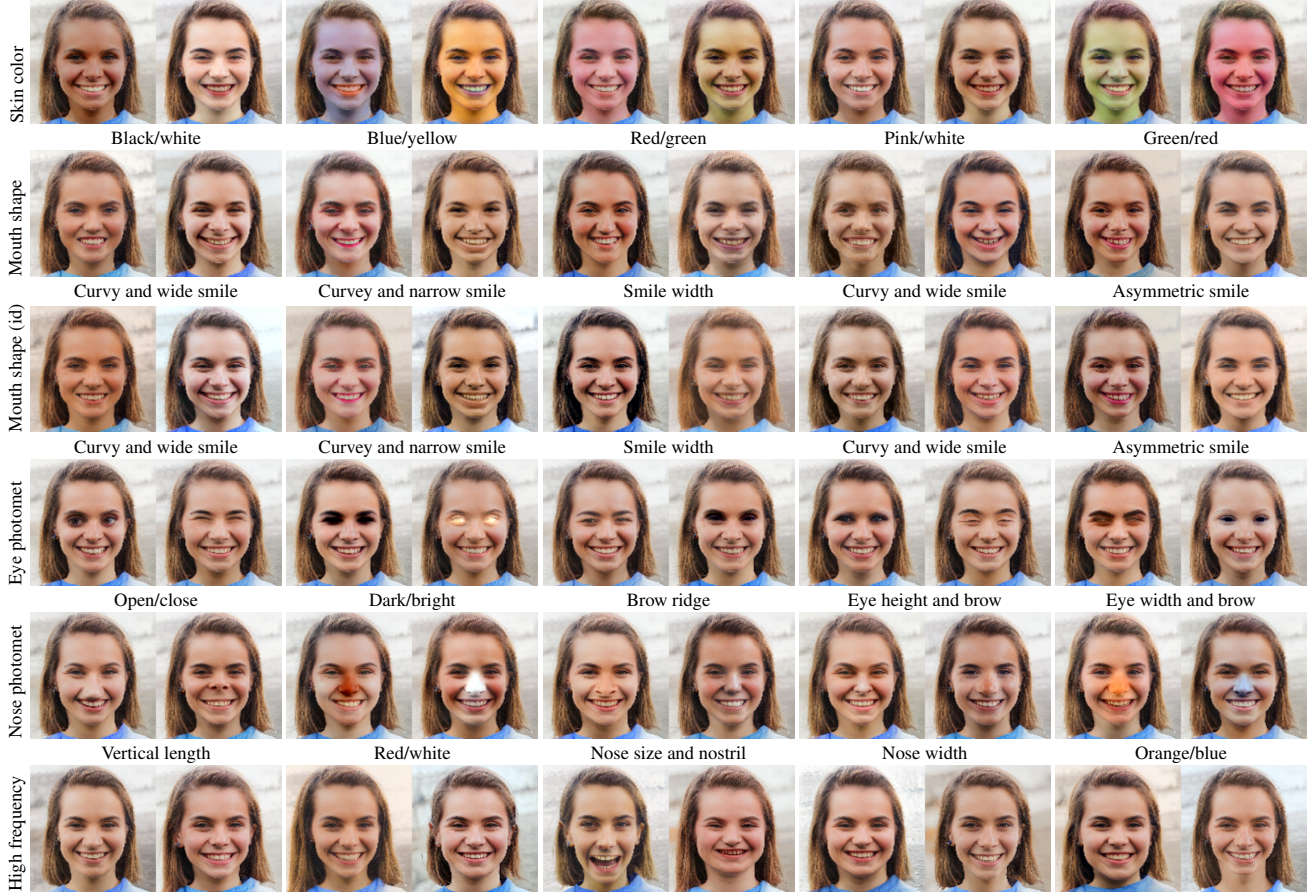 Skin color
Black/white
Blue/yellow
Red/green
Pink/white
Green/red
Mouth shape
Curvy and wide smile
Curvey and narrow smile
Smile width
Curvy and wide smile
Asymmetric smile
Mouth shape (id)
Curvy and wide smile
Curvey and narrow smile
Smile width
Curvy and wide smile
Asymmetric smile
Eye photomet
Open/close
Dark/bright
Brow ridge
Eye height and brow
Eye width and brow
Nose photomet
Vertical length
Red/white
Nose size and nostril
Nose width
Orange/blue
High frequency